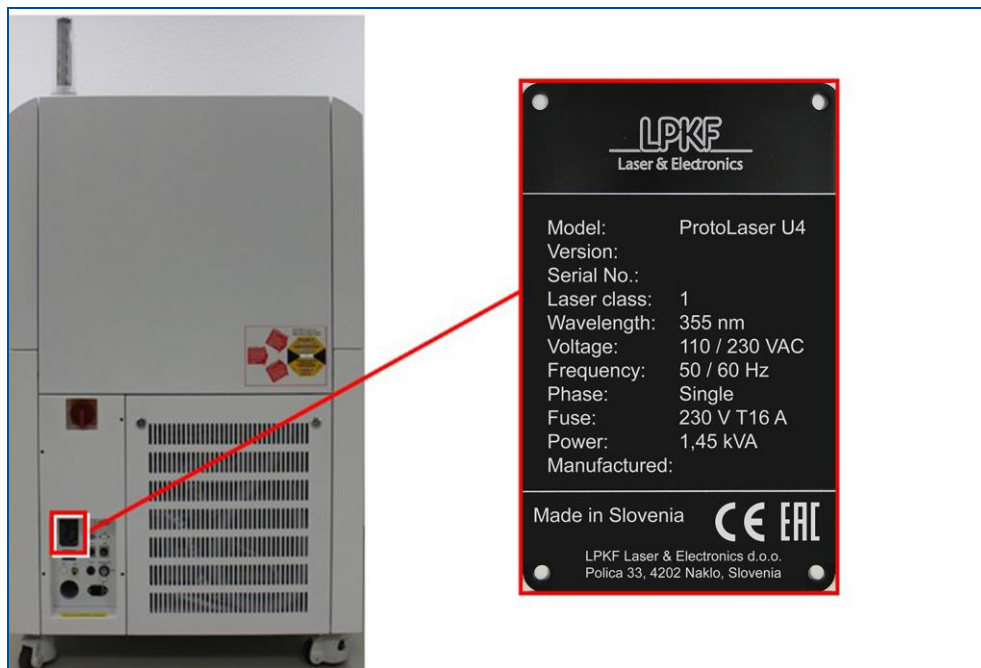 LPKF
Laser & Electronics
Model: ProtoLaser U4
Version:
Serial No.:
Laser class: 1
Wavelength: 355 nm
Voltage: 110 / 230 VAC
Frequency: 50 / 60 Hz
Phase: Single
Fuse: 230 V T16 A
Power: 1,45 kVA
Manufactured:
Made in Slovenia CE EAC
LPKF Laser & Electronics d.o.o.
Polica 33, 4202 Naklo, Slovenia